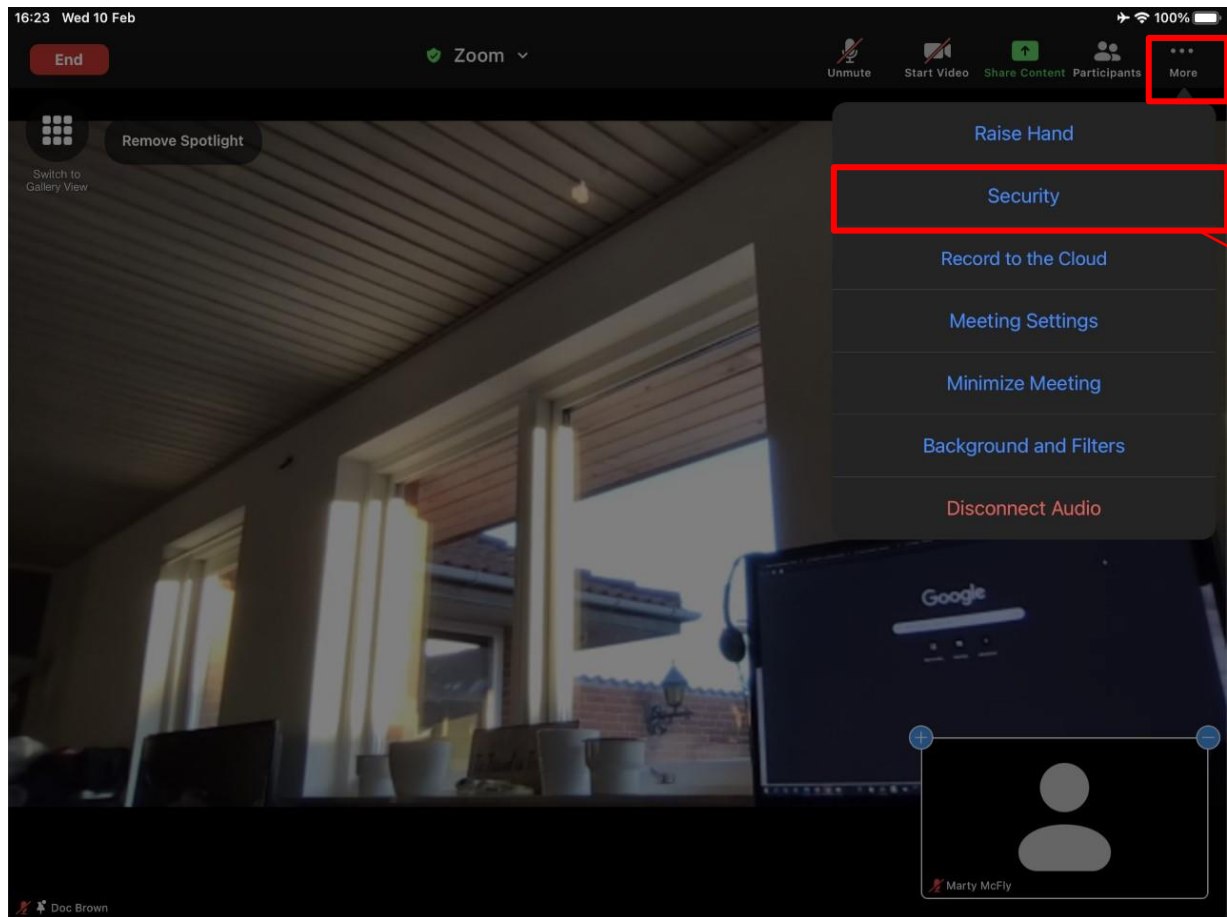 16:23 Wed 10 Feb
100%
End
Zoom
Unmute
Start Video
Share Content
Participants
More
Switch to
Gallery View
Remove Spotlight
Raise Hand
Security
Record to the Cloud
Meeting Settings
Minimize Meeting
Background and Filters
Disconnect Audio
Google
Marty McFly
Doc Brown